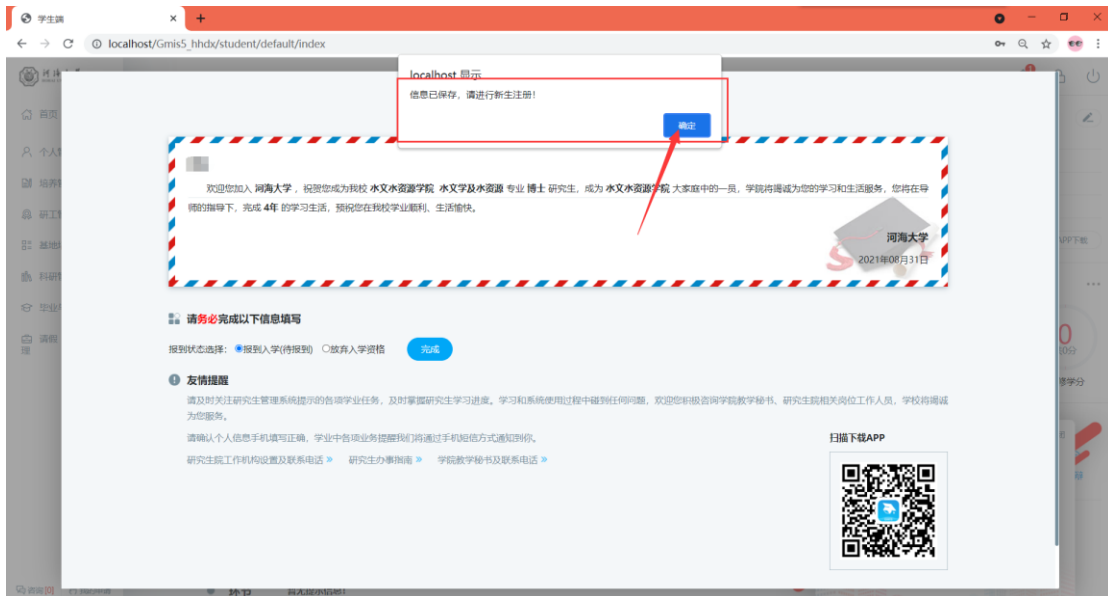 学生端
localhost/Gmis5_hhdx/student/default/index
localhost 显示
信息已保存，请进行新生注册！
确定
首页
欢迎您加入 河海大学，祝贺您成为我校 水文水资源学院 水文学及水资源 专业 博士 研究生，成为 水文水资源学院 大家庭中的一员，学院将竭诚为您的学习和生活服务，您将在导
师的指导下，完成 4年 的学习生活，预祝您在我校学业顺利、生活愉快。
河海大学
2021年08月31日
APP下载
请务必完成以下信息填写
报到状态选择： 报到入学(待报到) 放弃入学资格 完成
友情提醒
请及时关注研究生管理系统提示的各项学业任务，及时掌握研究生学习进度。学习和系统使用过程中碰到任何问题，欢迎您积极咨询学院教学秘书、研究生院相关岗位工作人员，学校将竭诚
为您服务。
请确认个人信息手机填写正确，学业中各项业务提醒我们将通过手机短信方式通知到你。
研究生院工作机构设置及联系电话 » 研究生办事指南 » 学院教学秘书及联系电话 »
扫描下载APP